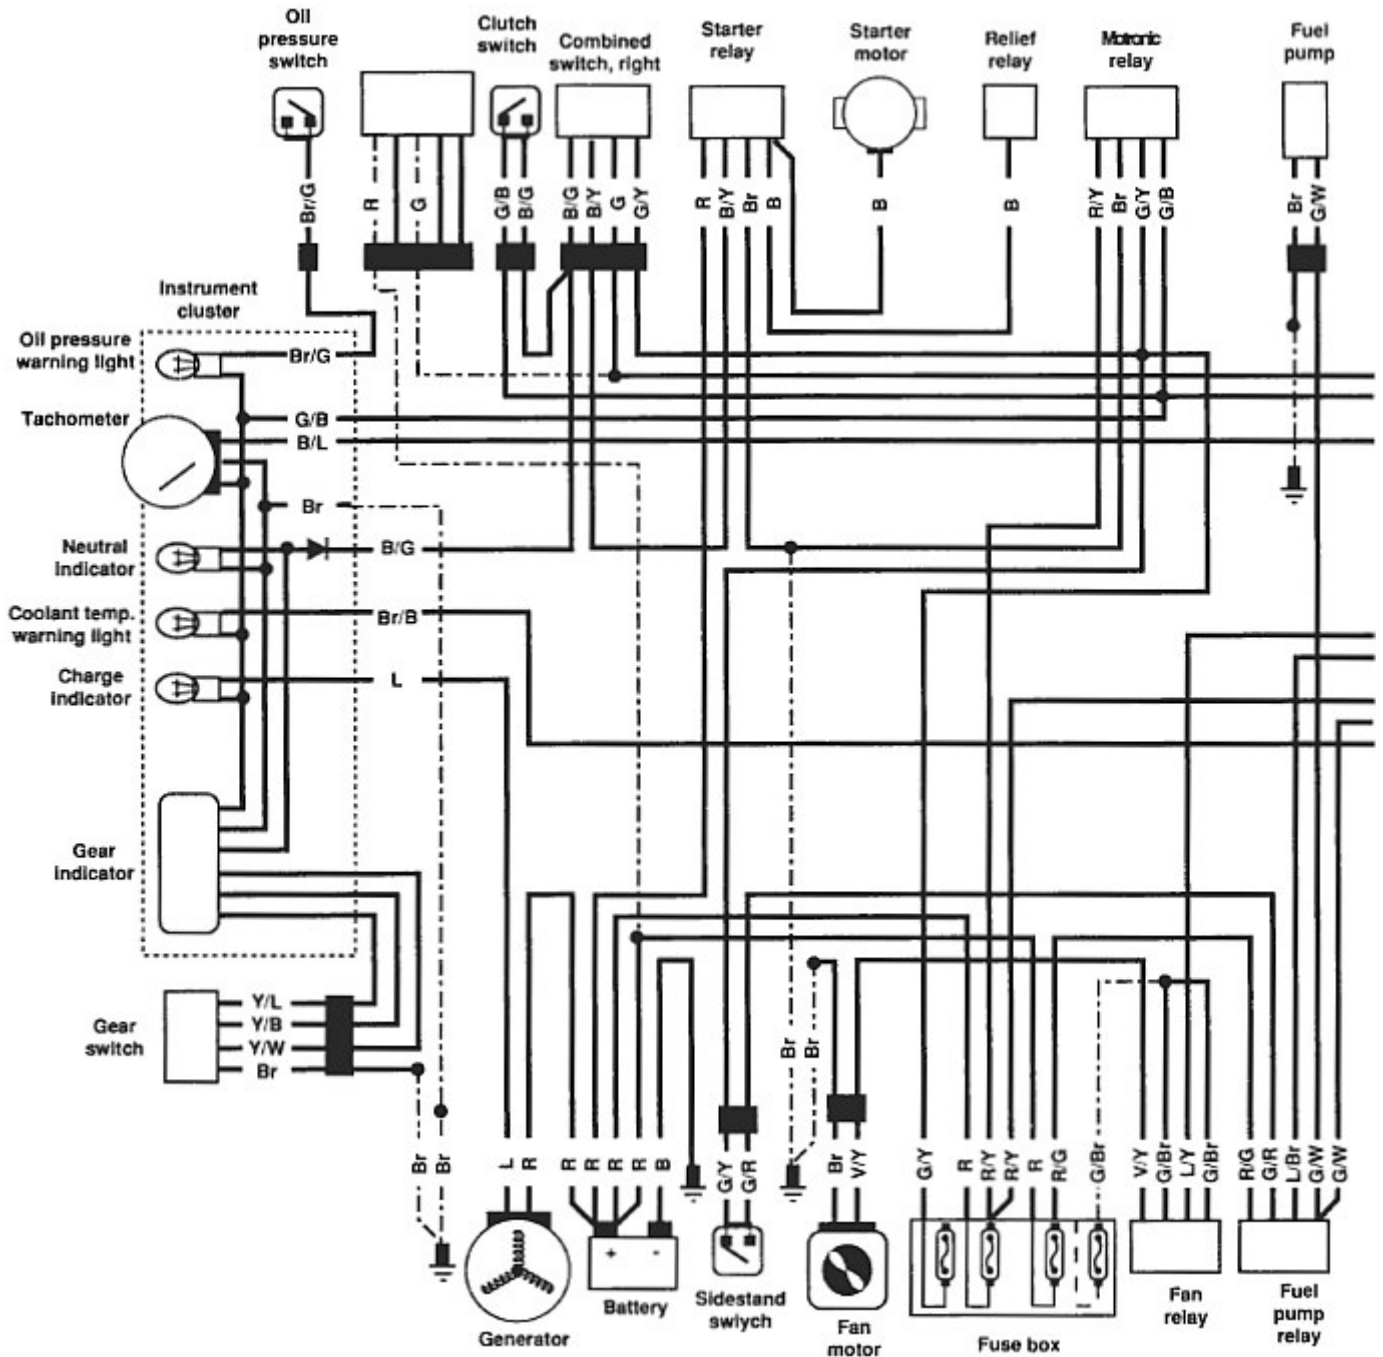 Oil
pressure
switch
Clutch
switch
Combined
switch, right
Starter
relay
Starter
motor
Relief
relay
Motronic
relay
Fuel
pump
Br/G
R
G
G/B
B/G
B/G
B/Y
G
G/Y
R
B/Y
Br
B
B
B
R/Y
Br
G/Y
G/B
Br
G/W
Instrument
cluster
Oil pressure
warning light
Br/G
Tachometer
G/B
B/L
Br
Neutral
indicator
B/G
Coolant temp.
warning light
Br/B
Charge
indicator
L
Gear
indicator
Gear
switch
Y/L
Y/B
Y/W
Br
Br
Br
Br
Br
L
R
R
R
R
R
B
G/Y
G/R
Br
V/Y
G/Y
R
R/Y
R/Y
R
R/G
G/Br
V/Y
G/Br
L/Y
G/Br
R/G
G/R
L/Br
G/W
G/W
+ -
Generator
Battery
Sidestand
swiych
Fan
motor
Fuse box
Fan
relay
Fuel
pump
relay